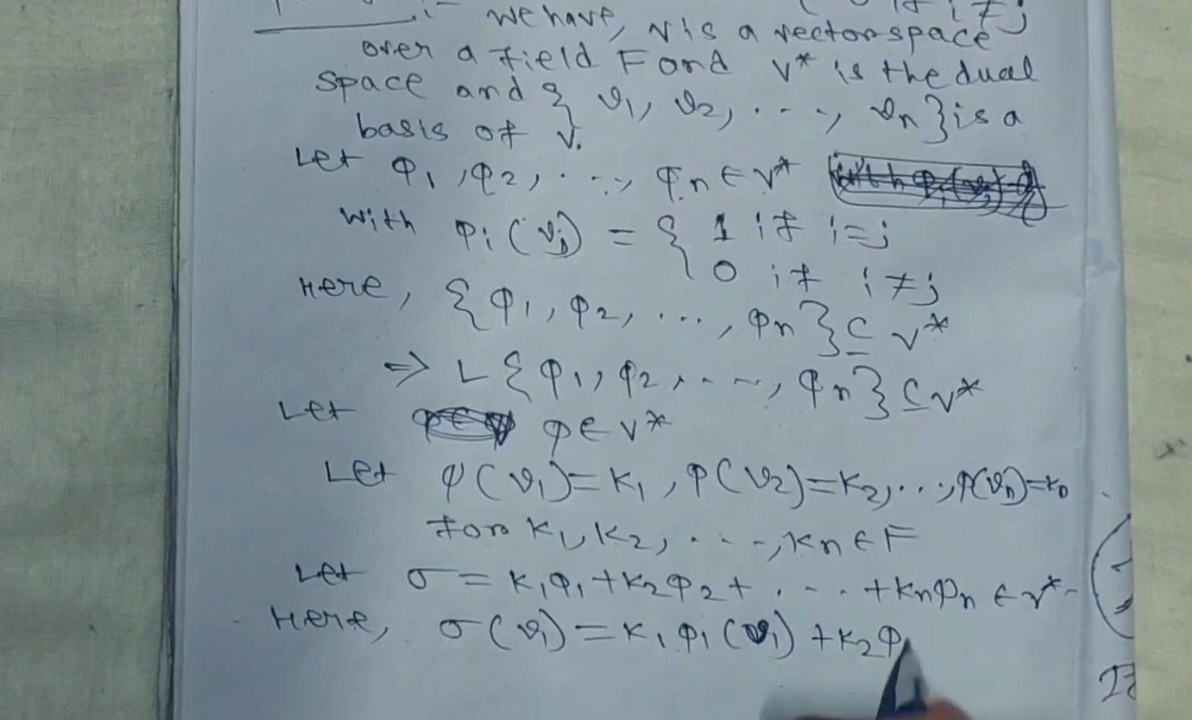 :- we have, V is a vector space
over a field F and V* is the dual
space and { v1, v2, ..., vn } is a
basis of V.
Let φ1, φ2, ..., φn ∈ V*
with φi (vj) = { 1 if i=j
0 if i≠j
Here, {φ1, φ2, ..., φn} ⊆ V*
⇒ L{φ1, φ2, ..., φn} ⊆ V*
Let φ ∈ V*
Let φ(v1)=K1, φ(v2)=K2, ..., φ(vn)=Kn
for K1, K2, ..., Kn ∈ F
Let σ = K1φ1+K2φ2+ ... +Knφn ∈ V*
Here, σ(v1) = K1φ1(v1) +K2φ